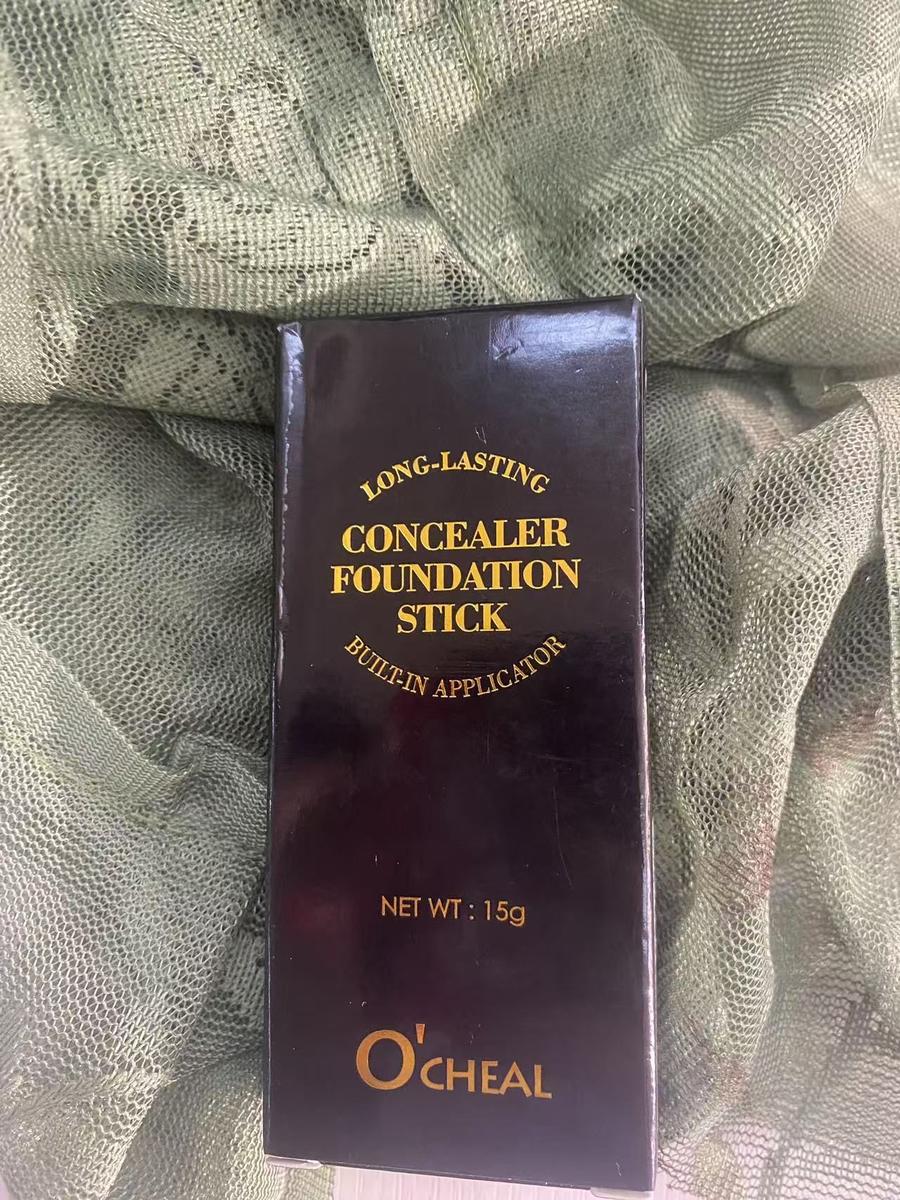 LONG-LASTING
CONCEALER
FOUNDATION
STICK
BUILT-IN APPLICATOR
NET WT : 15g
O'CHEAL